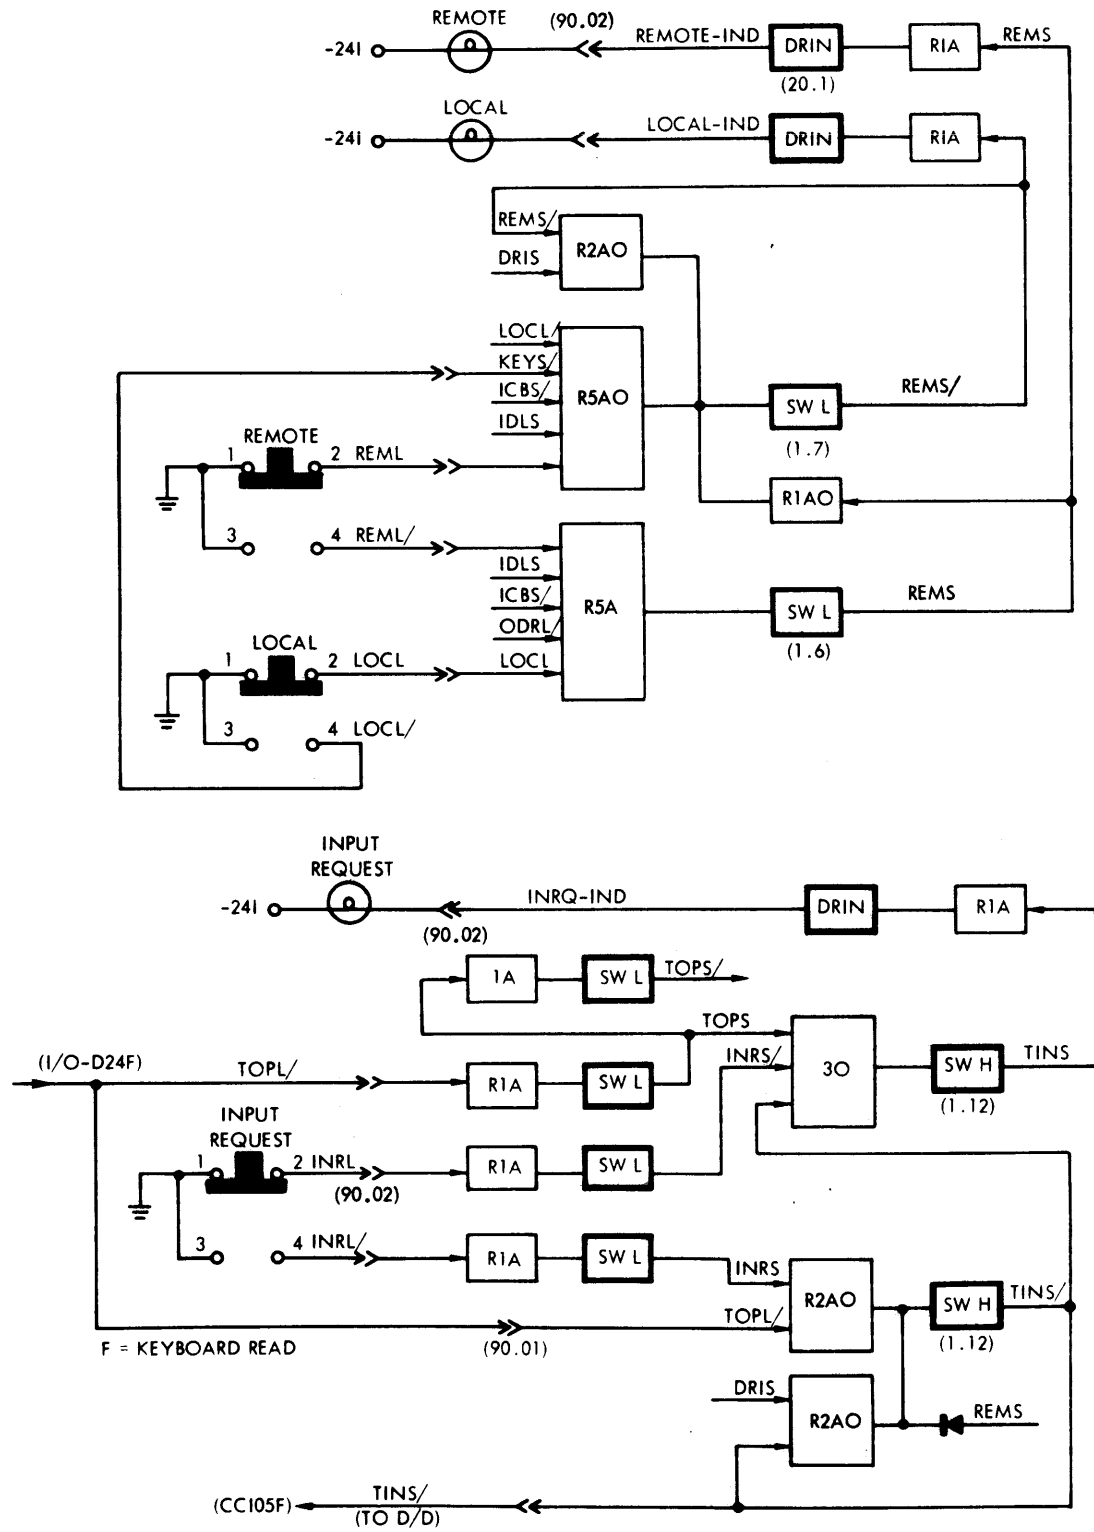 REMOTE (90.02) REMOTE-IND DRIN R1A REMS
-24I
(20.1)
LOCAL LOCAL-IND DRIN R1A
-24I
REMS/
R2AO
DRIS
LOCL/
KEYS/
ICBS/
R5AO
REMS/
SW L
IDLS
(1.7)
REMOTE
1 2 REML
R1AO
3 4 REML/
IDLS
ICBS/
R5A
REMS
SW L
ODRL/
(1.6)
LOCAL
1 2 LOCL LOCL
3 4 LOCL/
INPUT
REQUEST
-24I INRQ-IND DRIN R1A
(90.02)
1A SW L TOPS/
TOPS
(I/O-D24F) TOPL/ INRS/
R1A SW L 3O SW H TINS
(1.12)
INPUT
REQUEST
1 2 INRL R1A SW L
(90.02)
3 4 INRL/ R1A SW L INRS
R2AO SW H TINS/
TOPL/
(1.12)
F = KEYBOARD READ (90.01)
DRIS
R2AO REMS
(CC105F) TINS/
(TO D/D)